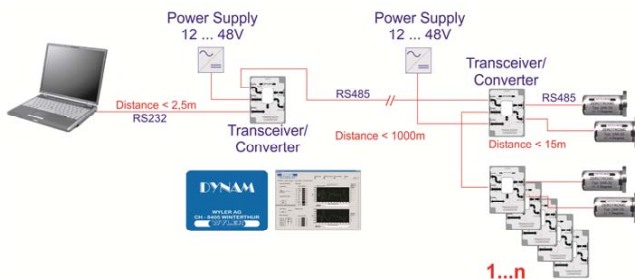 Power Supply
12 ... 48V
Power Supply
12 ... 48V
Transceiver/
Converter
Distance < 2,5m
RS232
RS485
RS485
Transceiver/
Converter
Distance < 1000m
Distance < 15m
DYNAM
WYLER AG
CH - 8405 WINTERTHUR
WYLER
1...n